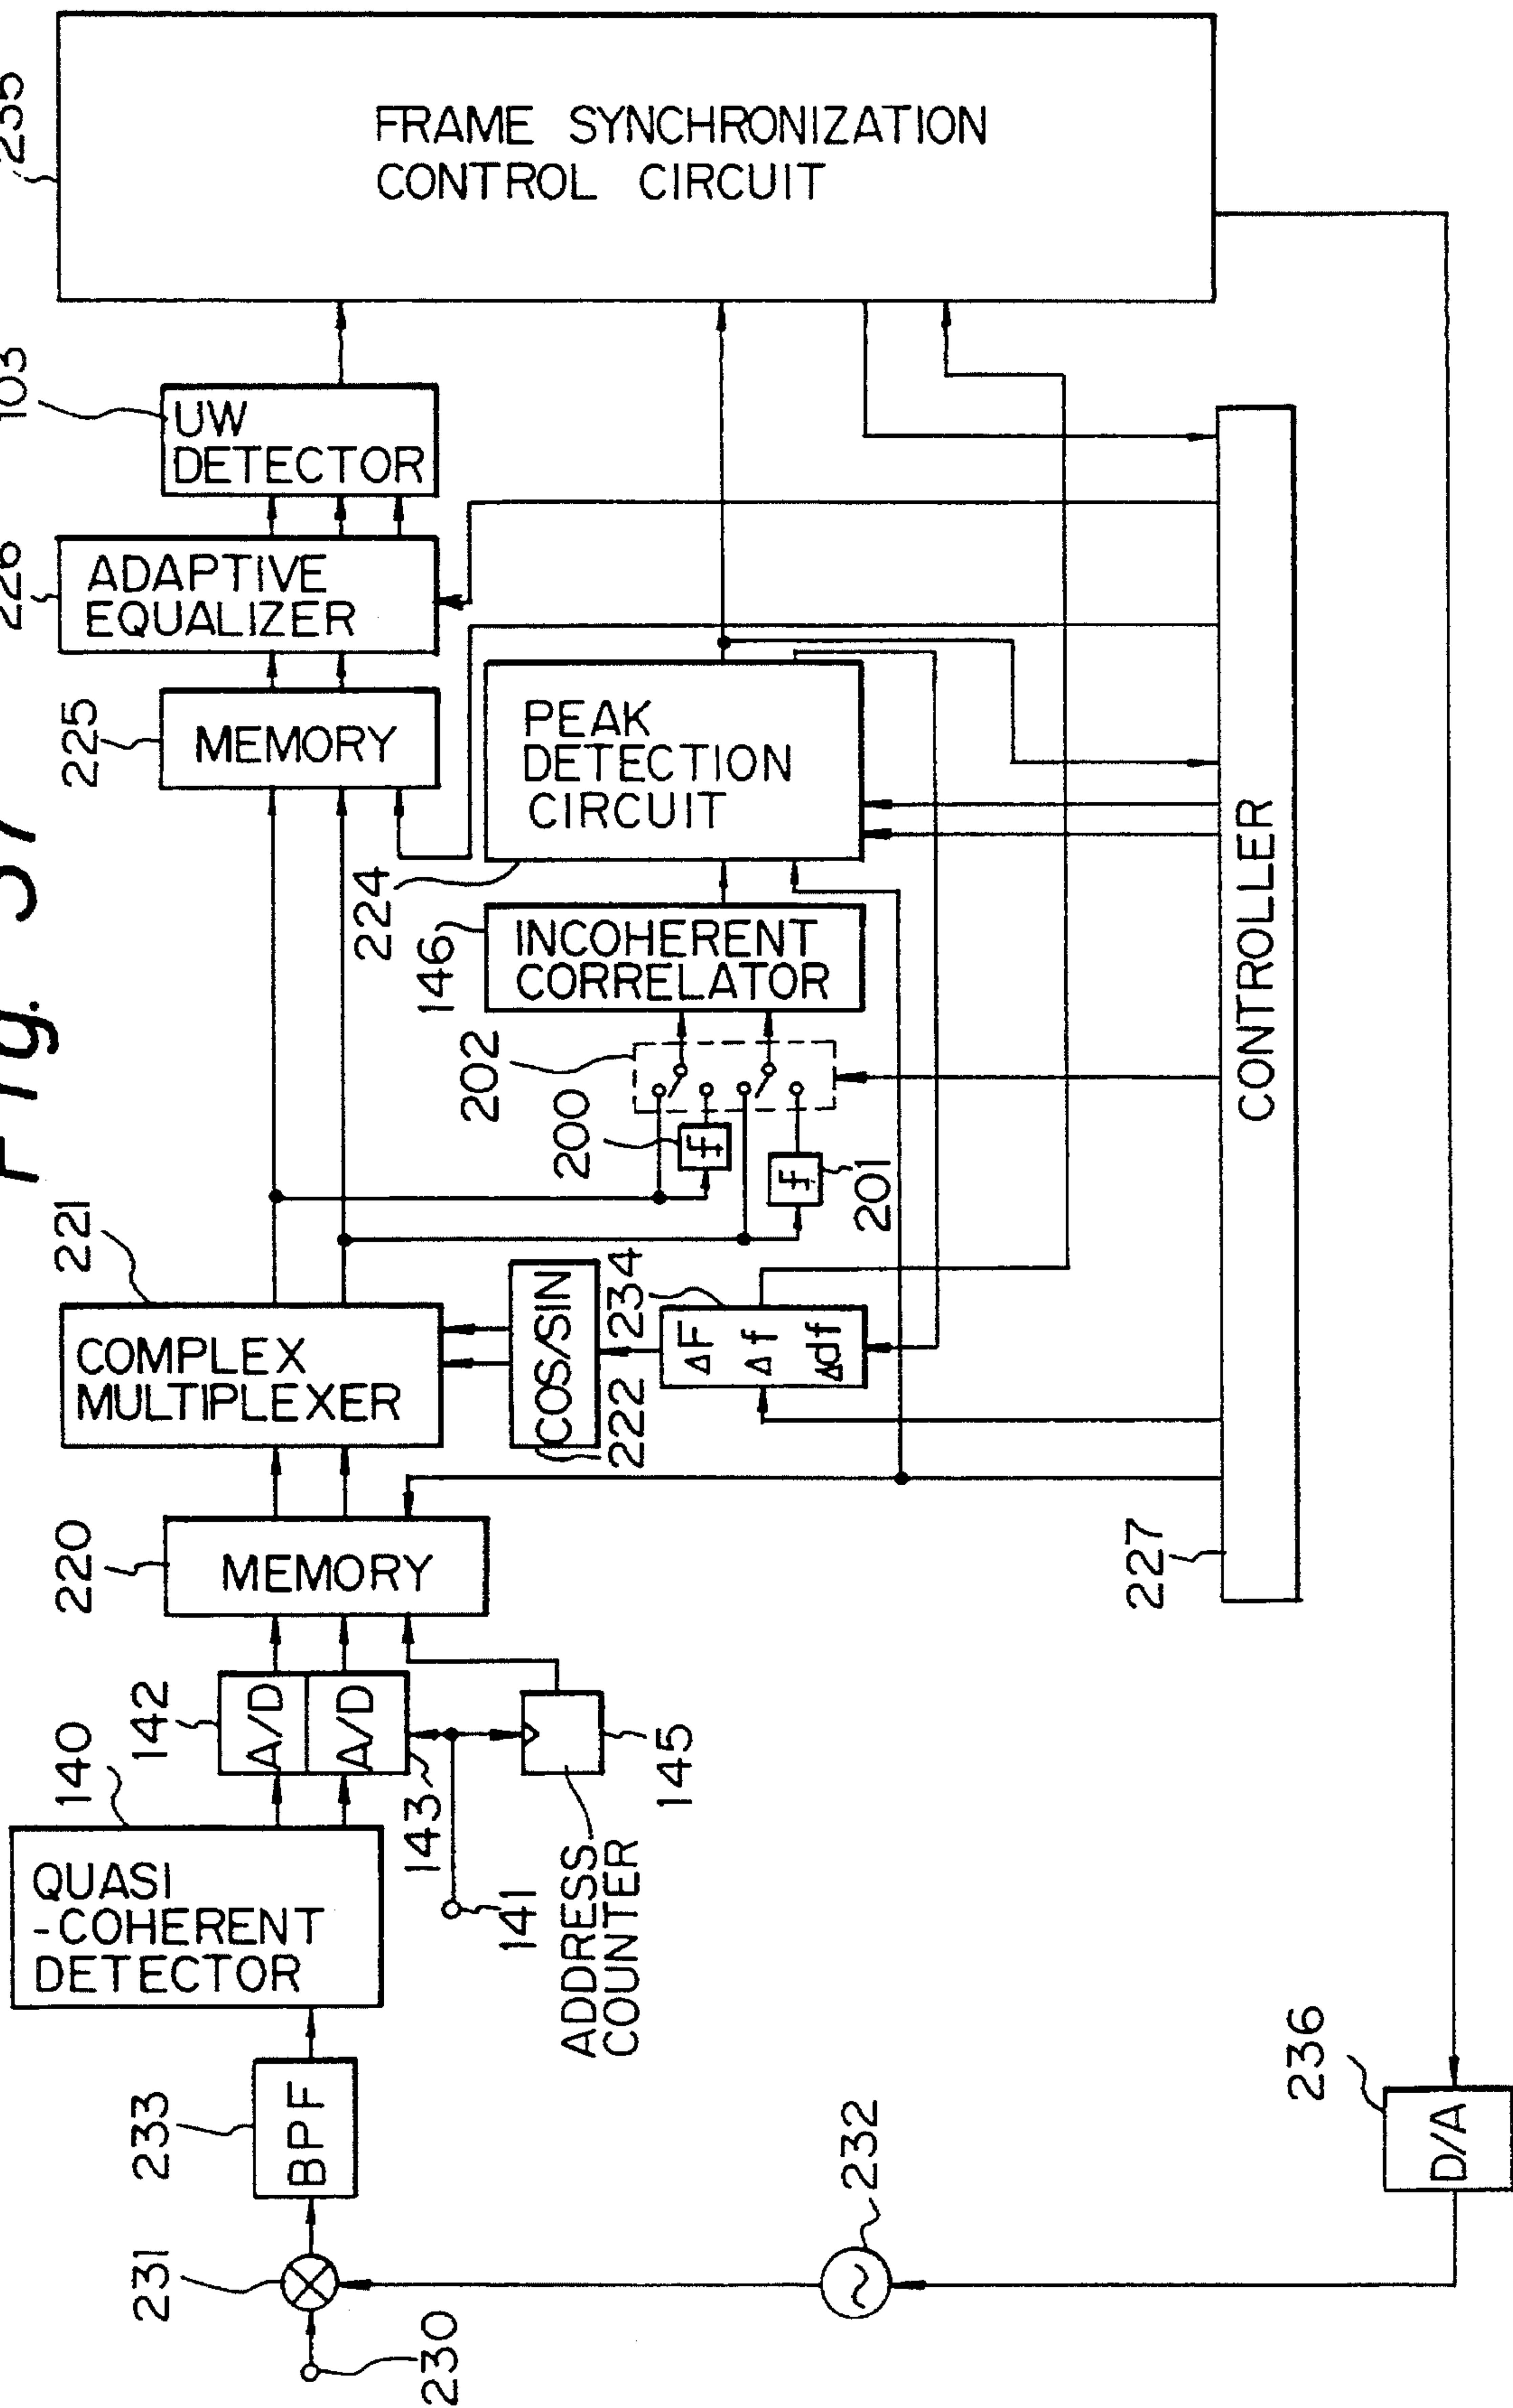 Fig. 37
235
FRAME SYNCHRONIZATION
CONTROL CIRCUIT
103
UW
DETECTOR
226
ADAPTIVE
EQUALIZER
225
MEMORY
224
PEAK
DETECTION
CIRCUIT
146
INCOHERENT
CORRELATOR
202
200
201
221
COMPLEX
MULTIPLEXER
COS/SIN
222
234
ΔF
Δf
Δdf
CONTROLLER
227
220
MEMORY
142
A/D
A/D
143
145
141
ADDRESS
COUNTER
140
QUASI
-COHERENT
DETECTOR
233
BPF
231
230
232
236
D/A